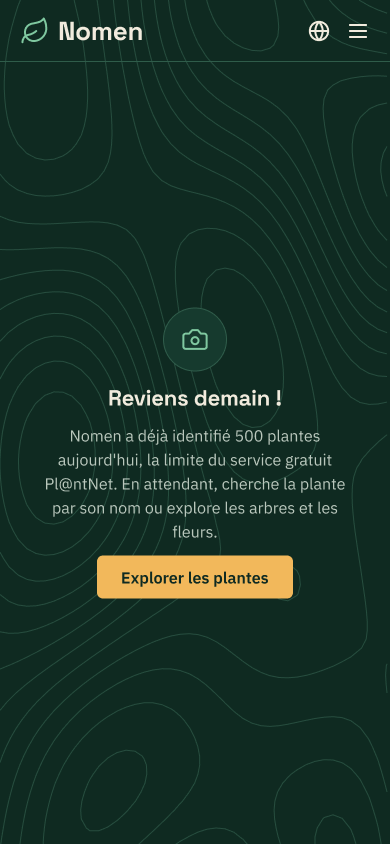 Nomen
Reviens demain !
Nomen a déjà identifié 500 plantes
aujourd'hui, la limite du service gratuit
Pl@ntNet. En attendant, cherche la plante
par son nom ou explore les arbres et les
fleurs.
Explorer les plantes